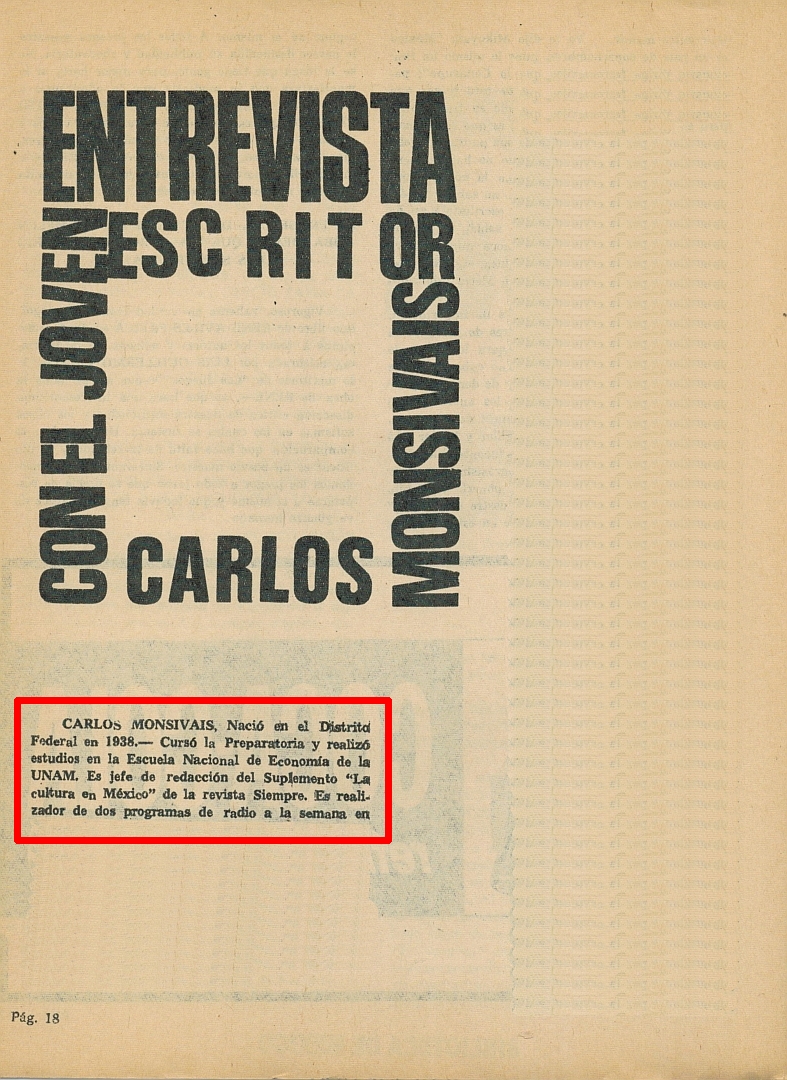 ENTREVISTA
CON EL JOVEN
ESCRITOR
CARLOS
MONSIVAIS
CARLOS MONSIVAIS, Nació en el Distrito
Federal en 1938.— Cursó la Preparatoria y realizó
estudios en la Escuela Nacional de Economía de la
UNAM. Es jefe de redacción del Suplemento “La
cultura en México” de la revista Siempre. Es reali-
zador de dos programas de radio a la semana en
Pág. 18